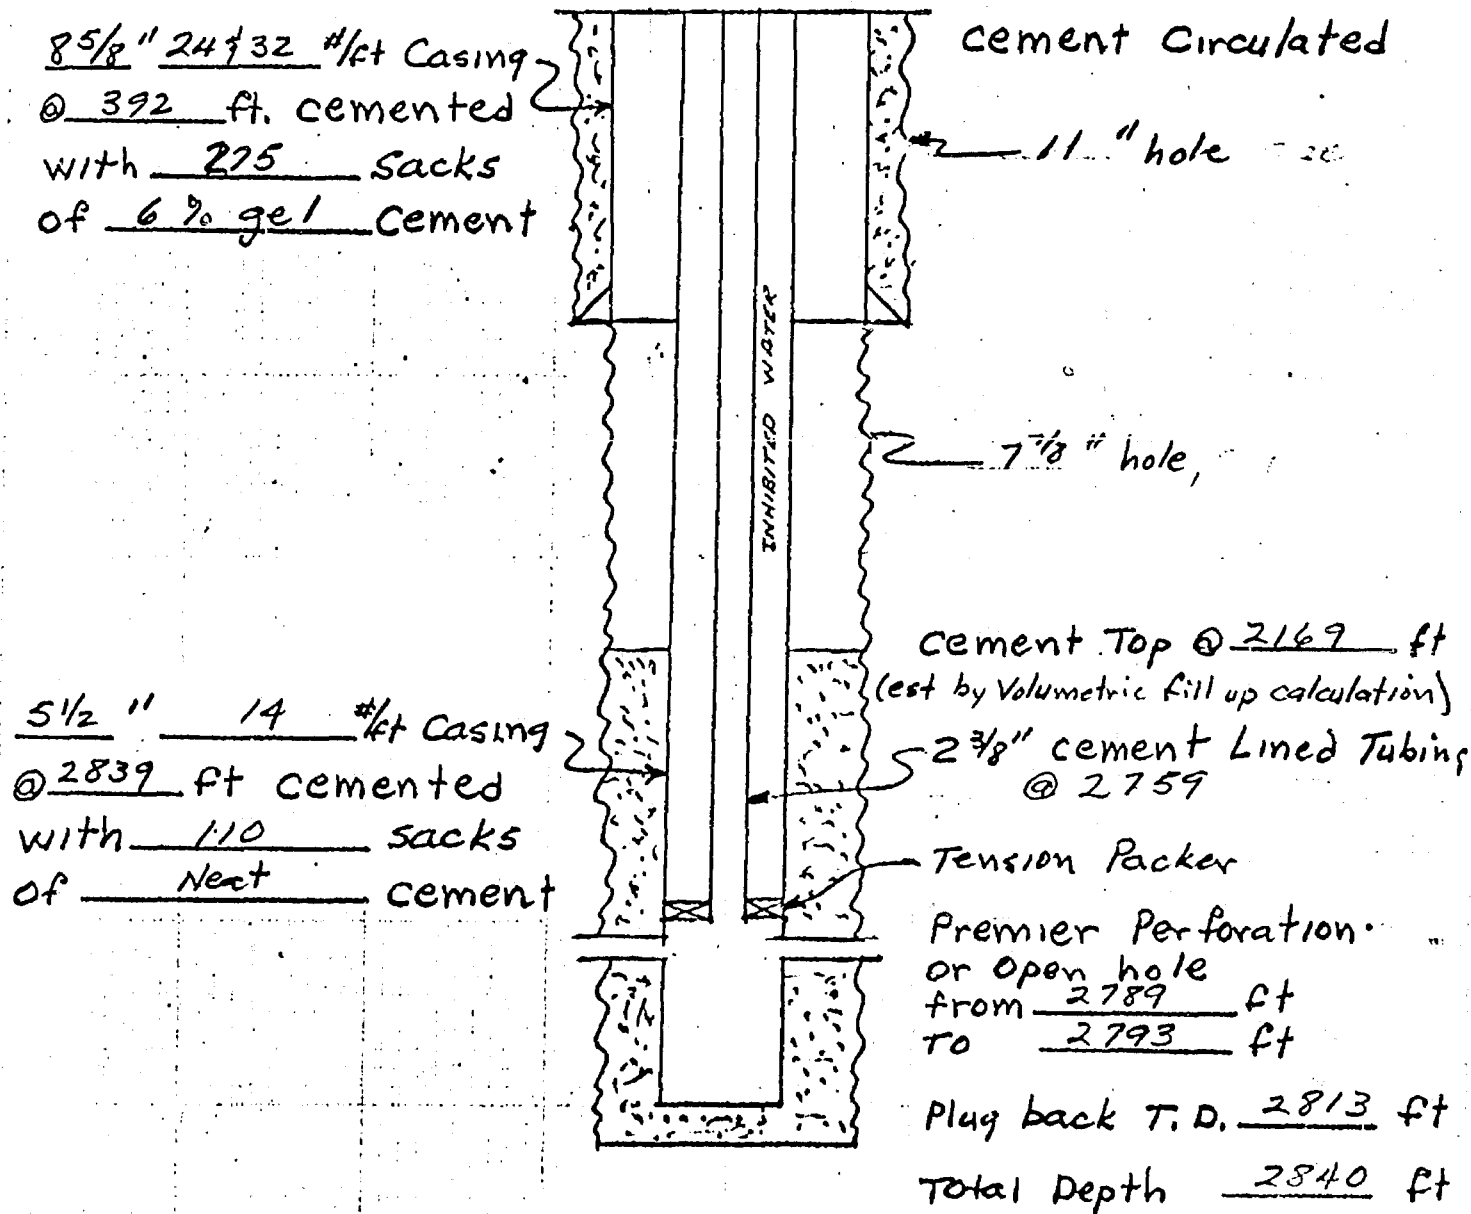 8 5/8 " 24 & 32 #/ft Casing
@ 392 ft. cemented
with 275 Sacks
of 6 % gel Cement
Cement Circulated
11 " hole
INHIBITED WATER
7 7/8 " hole,
Cement Top @ 2169 ft
(est by Volumetric fill up calculation)
5 1/2 " 14 #/ft Casing
@ 2839 ft cemented
with 110 sacks
of Neat cement
2 3/8" cement Lined Tubing
@ 2759
Tension Packer
Premier Perforation
or Open hole
from 2789 ft
To 2793 ft
Plug back T.D. 2813 ft
Total Depth 2840 ft